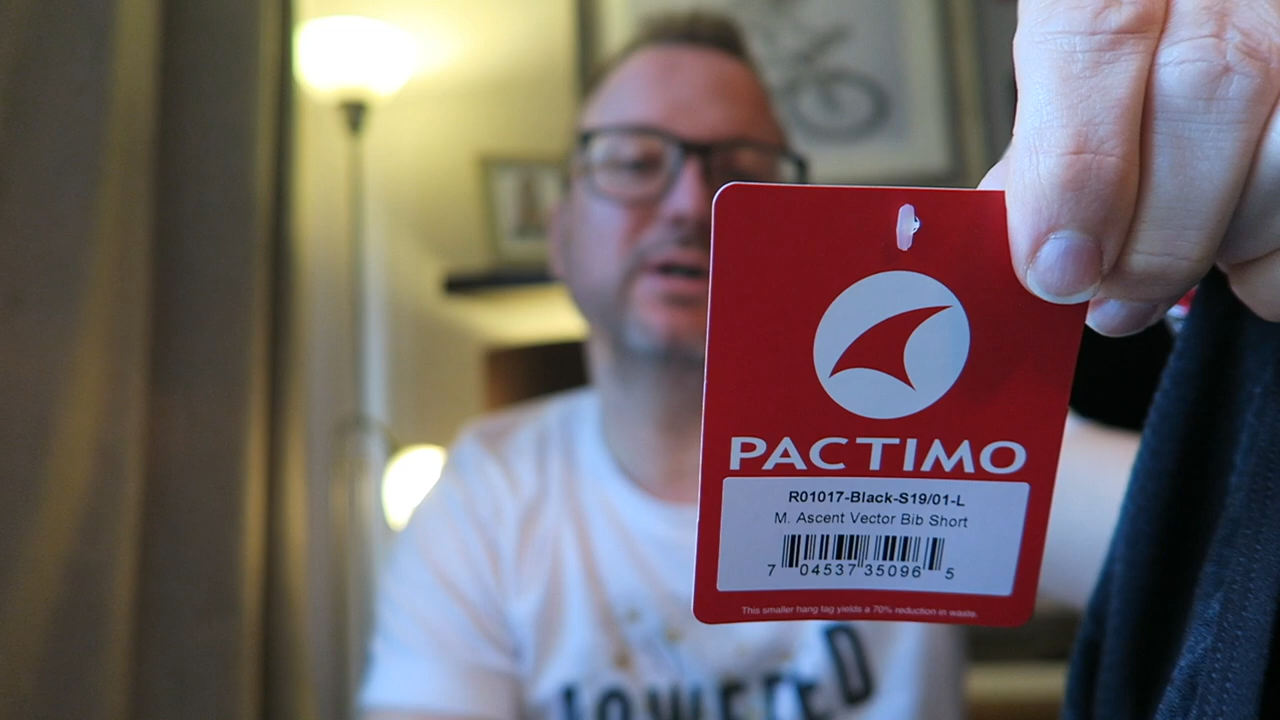 PACTIMO
R01017-Black-S19/01-L
M. Ascent Vector Bib Short
7 04537 35096 5
This smaller hang tag yields a 70% reduction in waste.